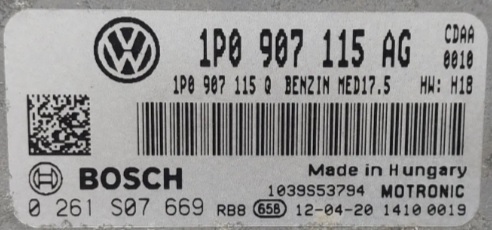 1P0 907 115 AG CDAA
0010
1P0 907 115 Q BENZIN MED17.5 HW: H18
BOSCH Made in Hungary
1039S53794 MOTRONIC
0 261 S07 669 RB8 658 12-04-20 1410 0019